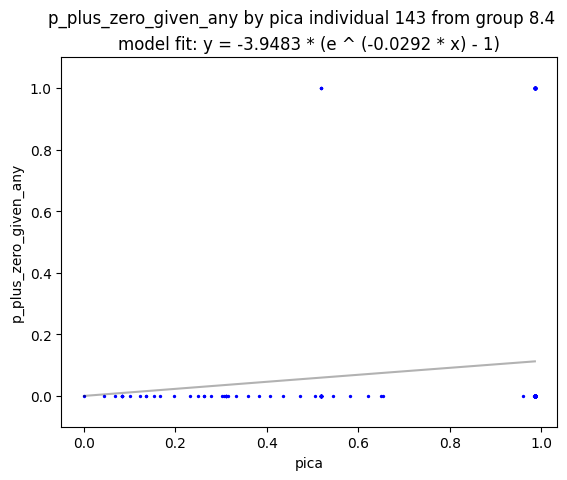 p_plus_zero_given_any by pica individual 143 from group 8.4
model fit: y = -3.9483 * (e ^ (-0.0292 * x) - 1)
1.0
0.8
0.6
0.4
0.2
0.0
p_plus_zero_given_any
0.0 0.2 0.4 0.6 0.8 1.0
pica